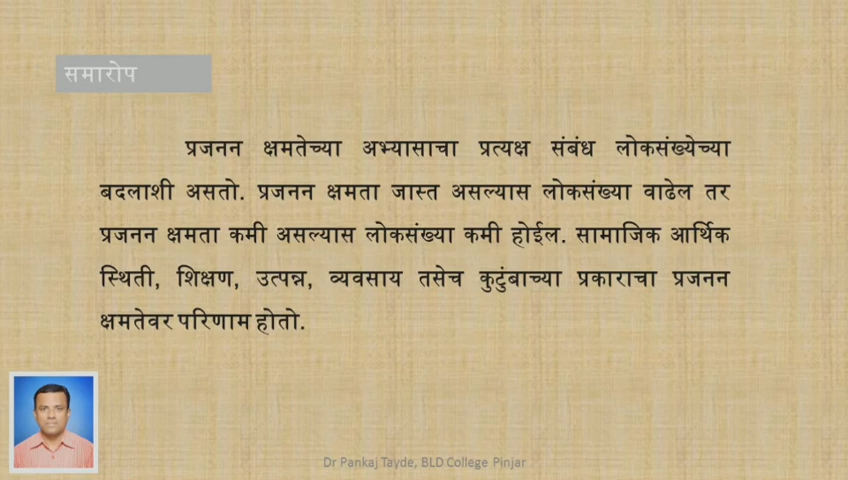 समारोप
प्रजनन क्षमतेच्या अभ्यासाचा प्रत्यक्ष संबंध लोकसंख्येच्या
बदलाशी असतो. प्रजनन क्षमता जास्त असल्यास लोकसंख्या वाढेल तर
प्रजनन क्षमता कमी असल्यास लोकसंख्या कमी होईल. सामाजिक आर्थिक
स्थिती, शिक्षण, उत्पन्न, व्यवसाय तसेच कुटुंबाच्या प्रकाराचा प्रजनन
क्षमतेवर परिणाम होतो.
Dr Pankaj Tayde, BLD College Pinjar